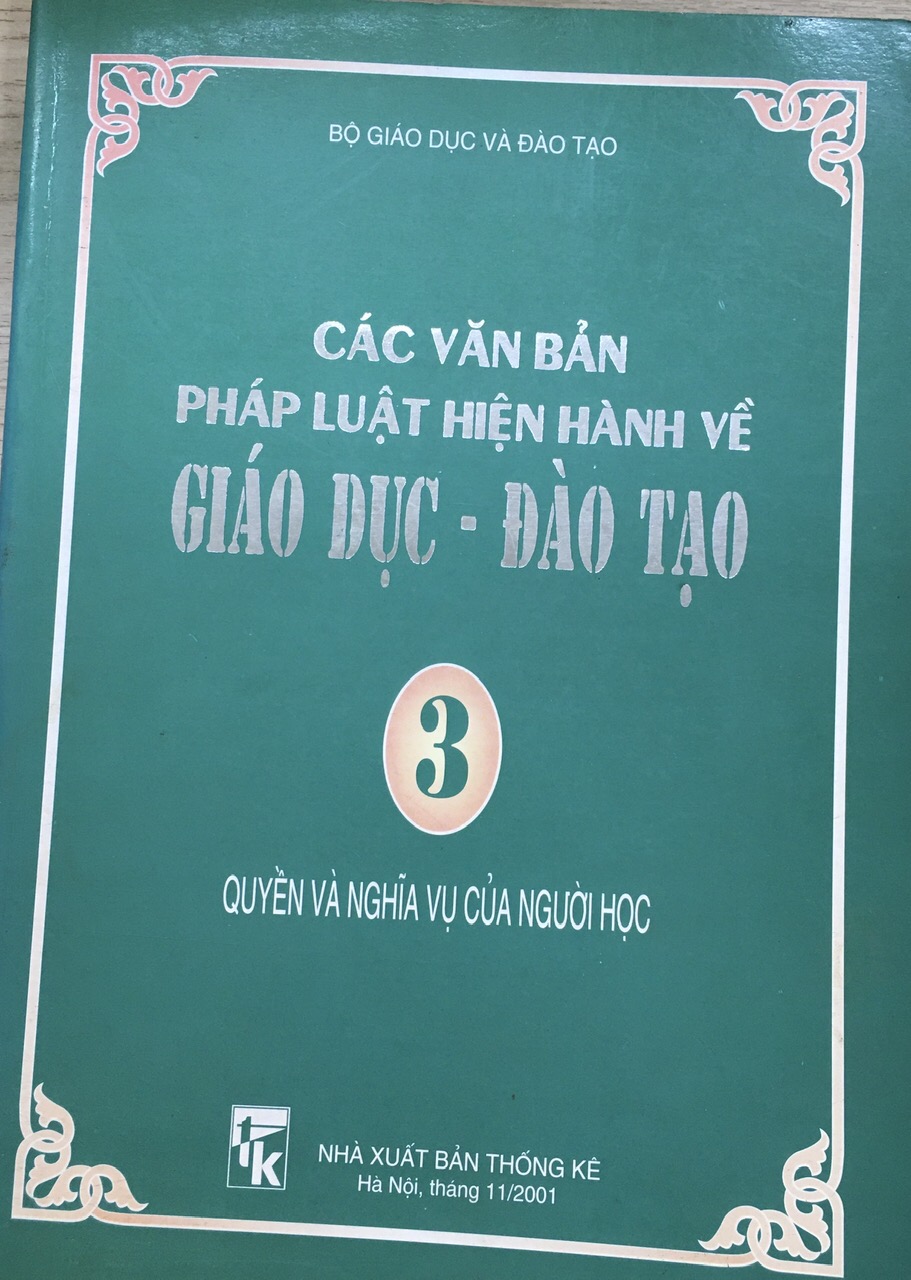 BỘ GIÁO DỤC VÀ ĐÀO TẠO
CÁC VĂN BẢN
PHÁP LUẬT HIỆN HÀNH VỀ
GIÁO DỤC - ĐÀO TẠO
3
QUYỀN VÀ NGHĨA VỤ CỦA NGƯỜI HỌC
tk
NHÀ XUẤT BẢN THỐNG KÊ
Hà Nội, tháng 11/2001